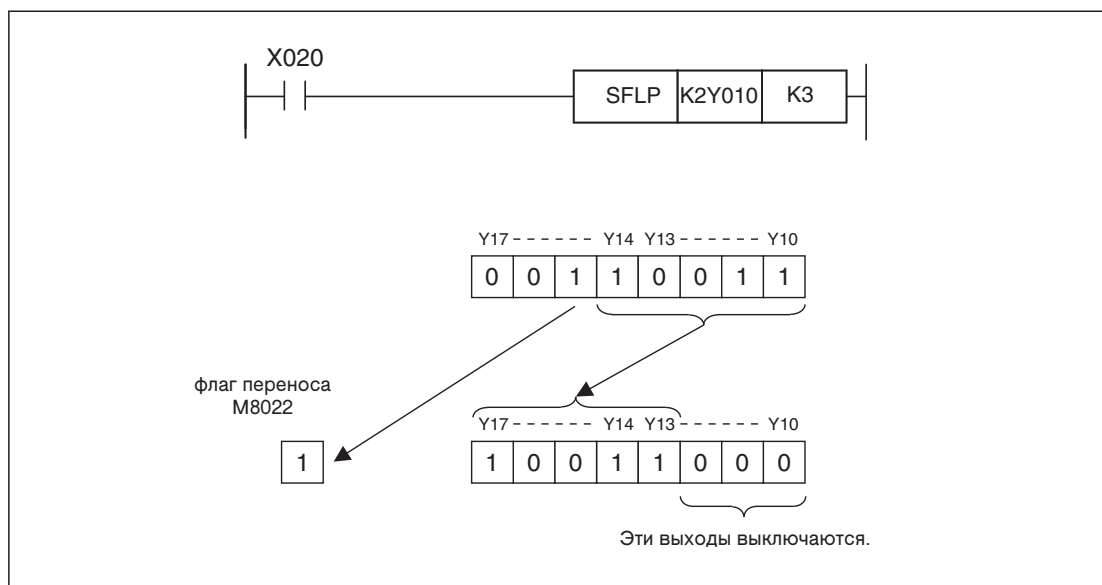 X020
SFLP K2Y010 K3
Y17 - - - - - - Y14 Y13 - - - - - - Y10
0 0 1 1 0 0 1 1
флаг переноса
M8022
Y17 - - - - - - Y14 Y13 - - - - - - Y10
1 1 0 0 1 1 0 0 0
Эти выходы выключаются.